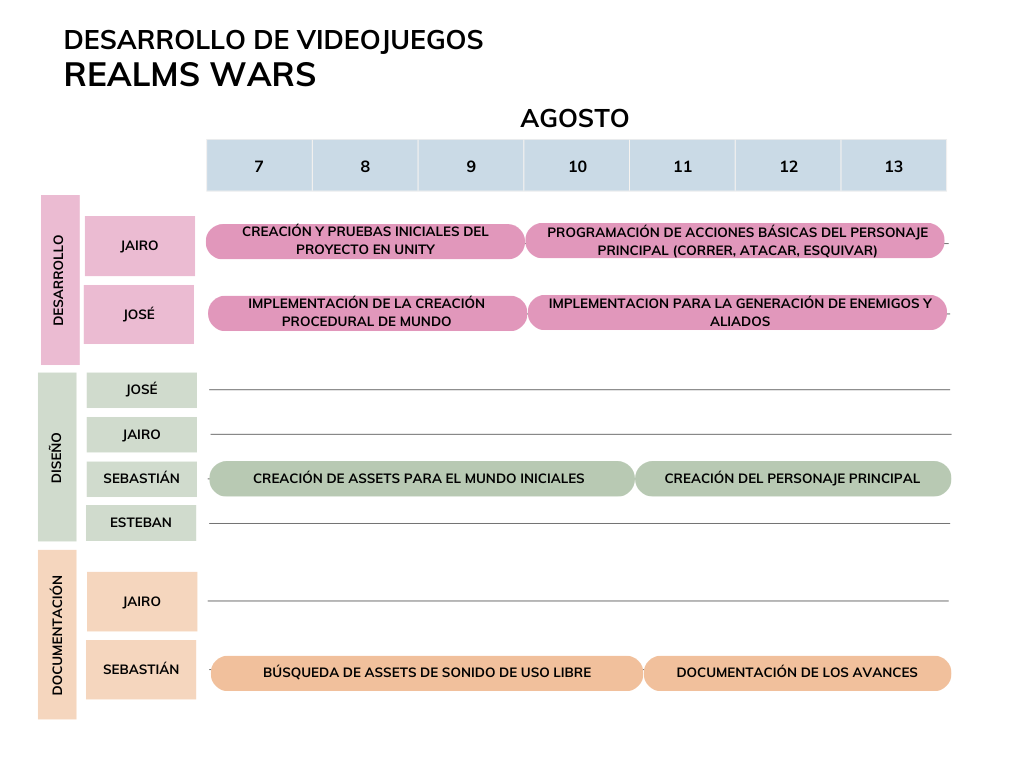 DESARROLLO DE VIDEOJUEGOS
REALMS WARS
AGOSTO
7 8 9 10 11 12 13
DESARROLLO
JAIRO
CREACIÓN Y PRUEBAS INICIALES DEL
PROYECTO EN UNITY
PROGRAMACIÓN DE ACCIONES BÁSICAS DEL PERSONAJE
PRINCIPAL (CORRER, ATACAR, ESQUIVAR)
JOSÉ
IMPLEMENTACIÓN DE LA CREACIÓN
PROCEDURAL DE MUNDO
IMPLEMENTACION PARA LA GENERACIÓN DE ENEMIGOS Y
ALIADOS
DISEÑO
JOSÉ
JAIRO
SEBASTIÁN
CREACIÓN DE ASSETS PARA EL MUNDO INICIALES
CREACIÓN DEL PERSONAJE PRINCIPAL
ESTEBAN
DOCUMENTACIÓN
JAIRO
SEBASTIÁN
BÚSQUEDA DE ASSETS DE SONIDO DE USO LIBRE
DOCUMENTACIÓN DE LOS AVANCES